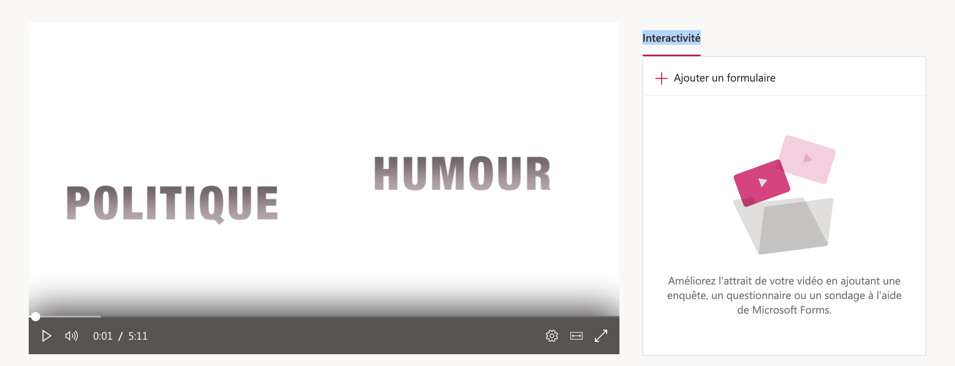 Interactivité
Ajouter un formulaire
POLITIQUE
HUMOUR
Améliorez l'attrait de votre vidéo en ajoutant une
enquête, un questionnaire ou un sondage à l'aide
de Microsoft Forms.
0:01 / 5:11